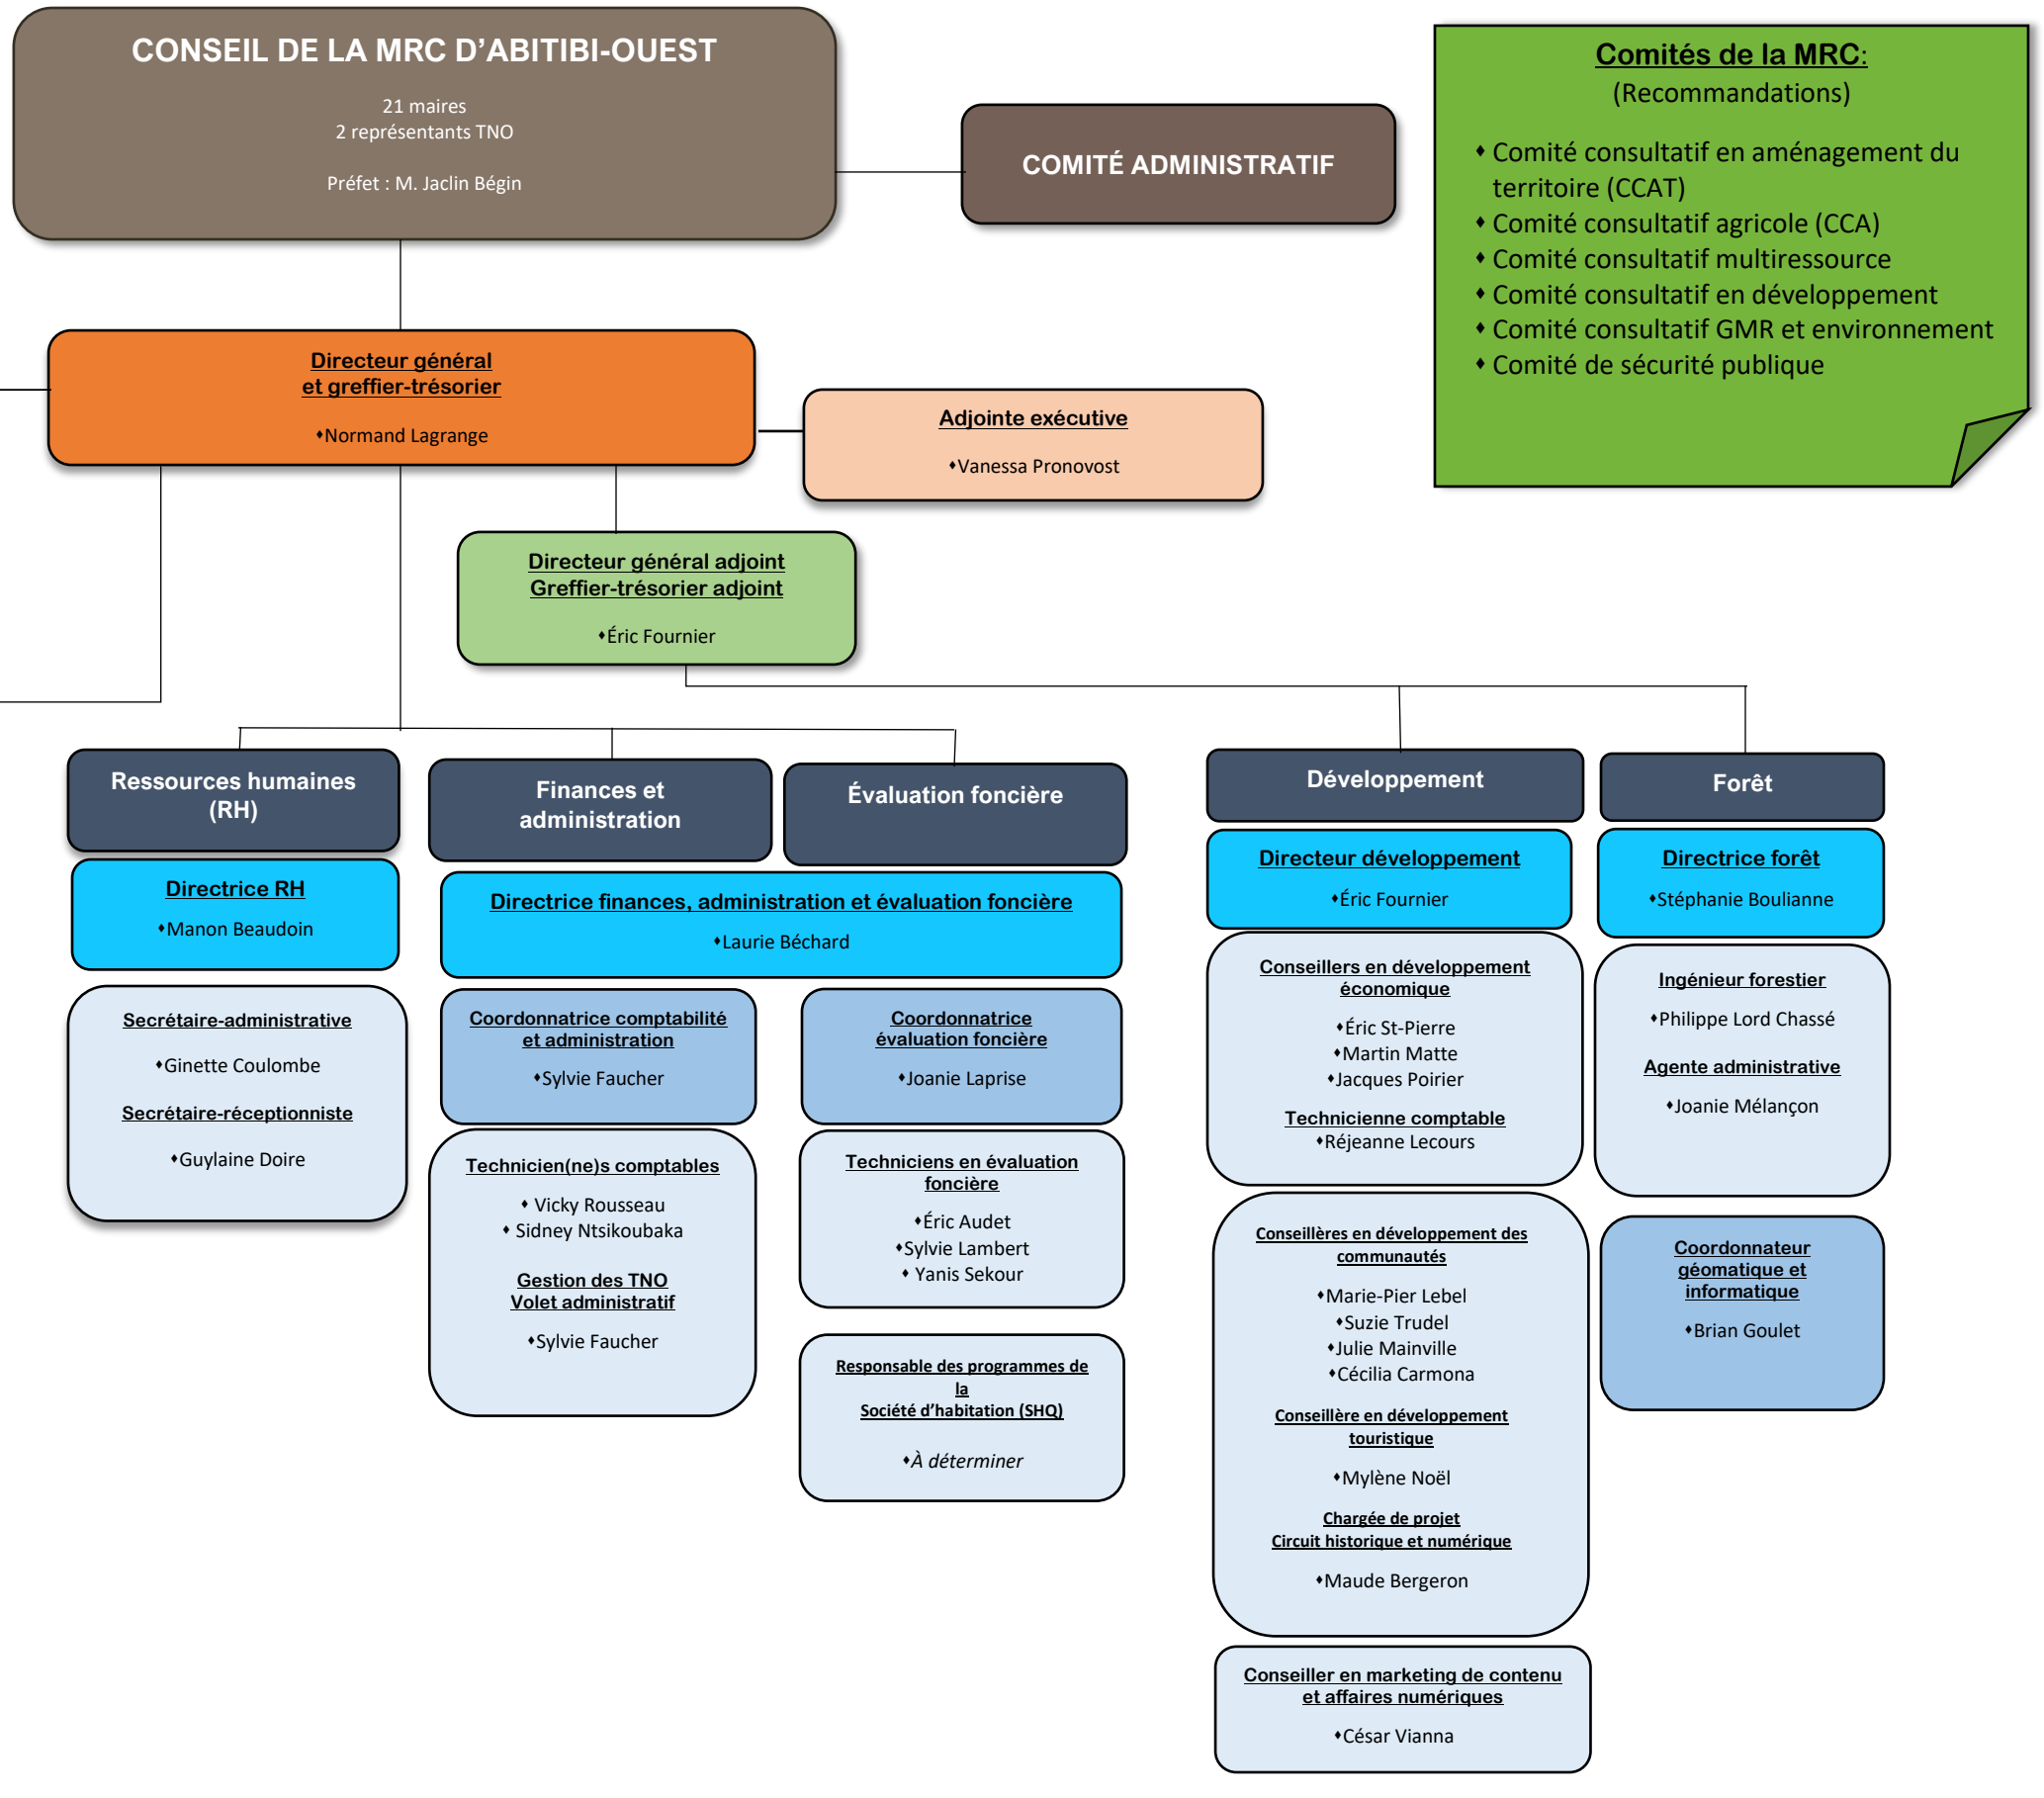 CONSEIL DE LA MRC D’ABITIBI-OUEST
21 maires
2 représentants TNO
Préfet : M. Jaclin Bégin
COMITÉ ADMINISTRATIF
Comités de la MRC:
(Recommandations)
♦ Comité consultatif en aménagement du
territoire (CCAT)
♦ Comité consultatif agricole (CCA)
♦ Comité consultatif multiressource
♦ Comité consultatif en développement
♦ Comité consultatif GMR et environnement
♦ Comité de sécurité publique
Directeur général
et greffier-trésorier
♦Normand Lagrange
Adjointe exécutive
♦Vanessa Pronovost
Directeur général adjoint
Greffier-trésorier adjoint
♦Éric Fournier
Ressources humaines
(RH)
Directrice RH
♦Manon Beaudoin
Secrétaire-administrative
♦Ginette Coulombe
Secrétaire-réceptionniste
♦Guylaine Doire
Finances et
administration
Évaluation foncière
Directrice finances, administration et évaluation foncière
♦Laurie Béchard
Coordonnatrice comptabilité
et administration
♦Sylvie Faucher
Technicien(ne)s comptables
♦ Vicky Rousseau
♦ Sidney Ntsikoubaka
Gestion des TNO
Volet administratif
♦Sylvie Faucher
Coordonnatrice
évaluation foncière
♦Joanie Laprise
Techniciens en évaluation
foncière
♦Éric Audet
♦Sylvie Lambert
♦ Yanis Sekour
Responsable des programmes de
la
Société d’habitation (SHQ)
♦À déterminer
Développement
Directeur développement
♦Éric Fournier
Conseillers en développement
économique
♦Éric St-Pierre
♦Martin Matte
♦Jacques Poirier
Technicienne comptable
♦Réjeanne Lecours
Conseillères en développement des
communautés
♦Marie-Pier Lebel
♦Suzie Trudel
♦Julie Mainville
♦Cécilia Carmona
Conseillère en développement
touristique
♦Mylène Noël
Chargée de projet
Circuit historique et numérique
♦Maude Bergeron
Conseiller en marketing de contenu
et affaires numériques
♦César Vianna
Forêt
Directrice forêt
♦Stéphanie Boulianne
Ingénieur forestier
♦Philippe Lord Chassé
Agente administrative
♦Joanie Mélançon
Coordonnateur
géomatique et
informatique
♦Brian Goulet